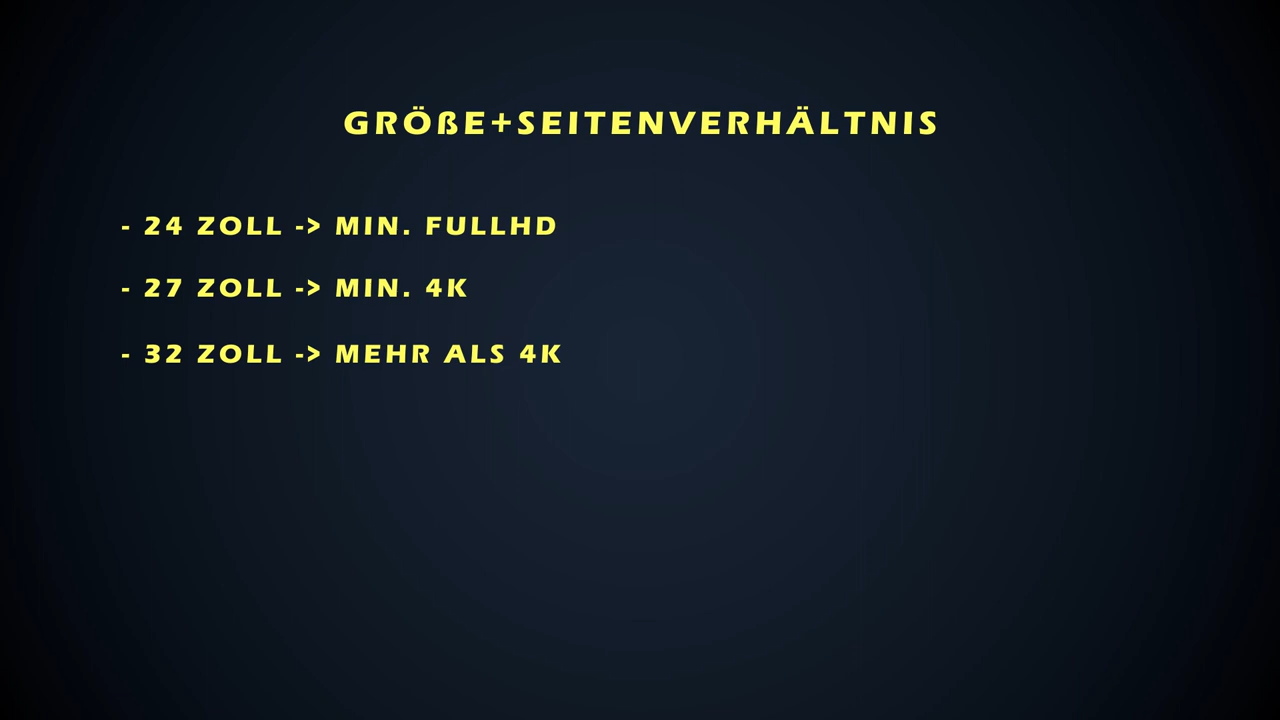 GRÖßE+SEITENVERHÄLTNIS
- 24 ZOLL -> MIN. FULLHD
- 27 ZOLL -> MIN. 4K
- 32 ZOLL -> MEHR ALS 4K